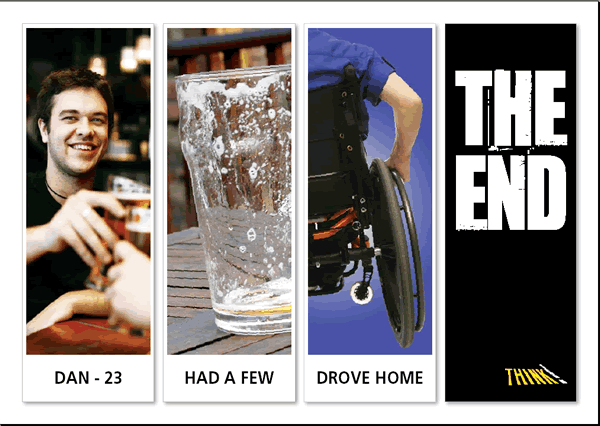 DAN - 23
HAD A FEW
DROVE HOME
THE
END
THINK!